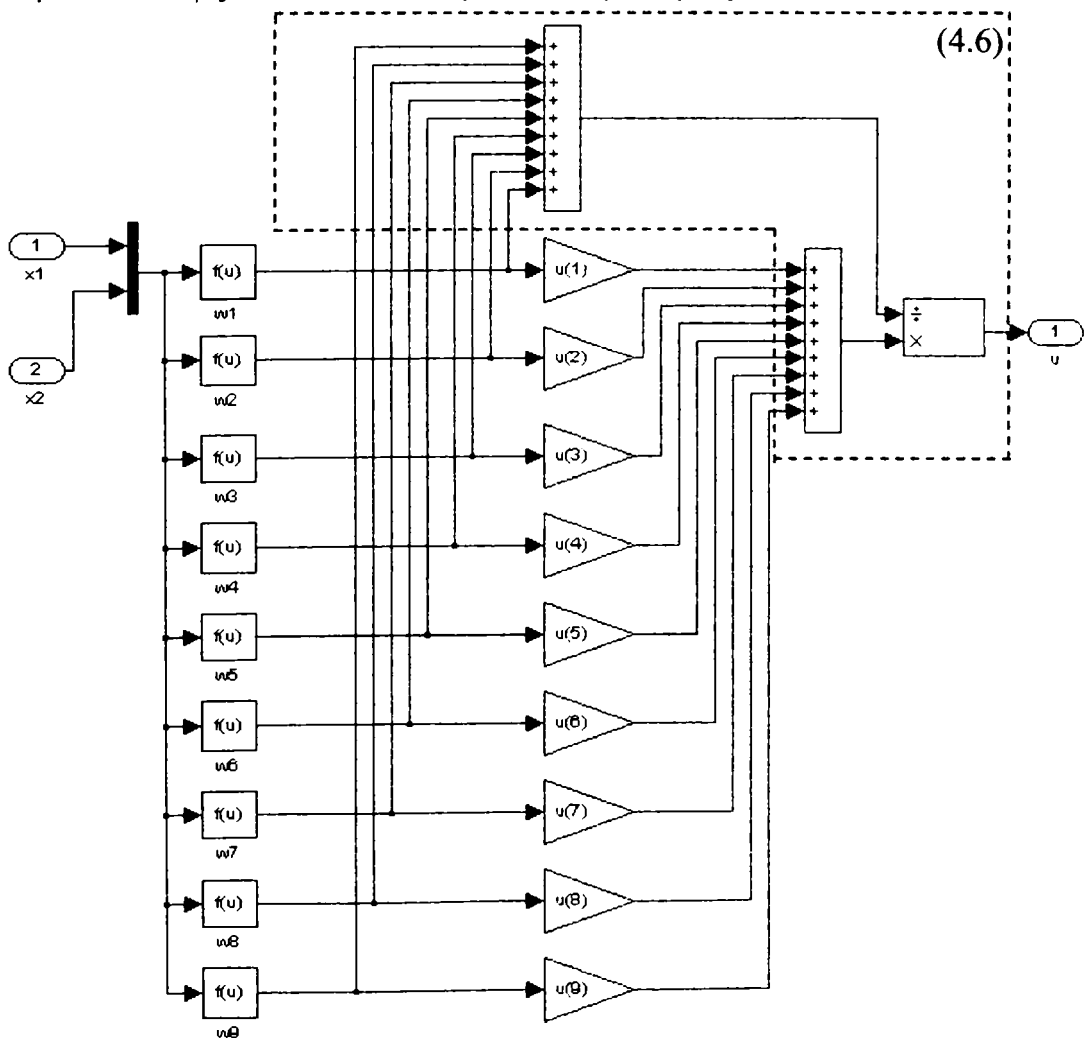 (4.6)
+
+
+
+
+
+
+
+
+
1
x1
2
x2
f(u)
w1
u(1)
f(u)
w2
u(2)
f(u)
w3
u(3)
f(u)
w4
u(4)
f(u)
w5
u(5)
f(u)
w6
u(6)
f(u)
w7
u(7)
f(u)
w8
u(8)
f(u)
w9
u(9)
+
+
+
+
+
+
+
+
+
÷
×
1
u